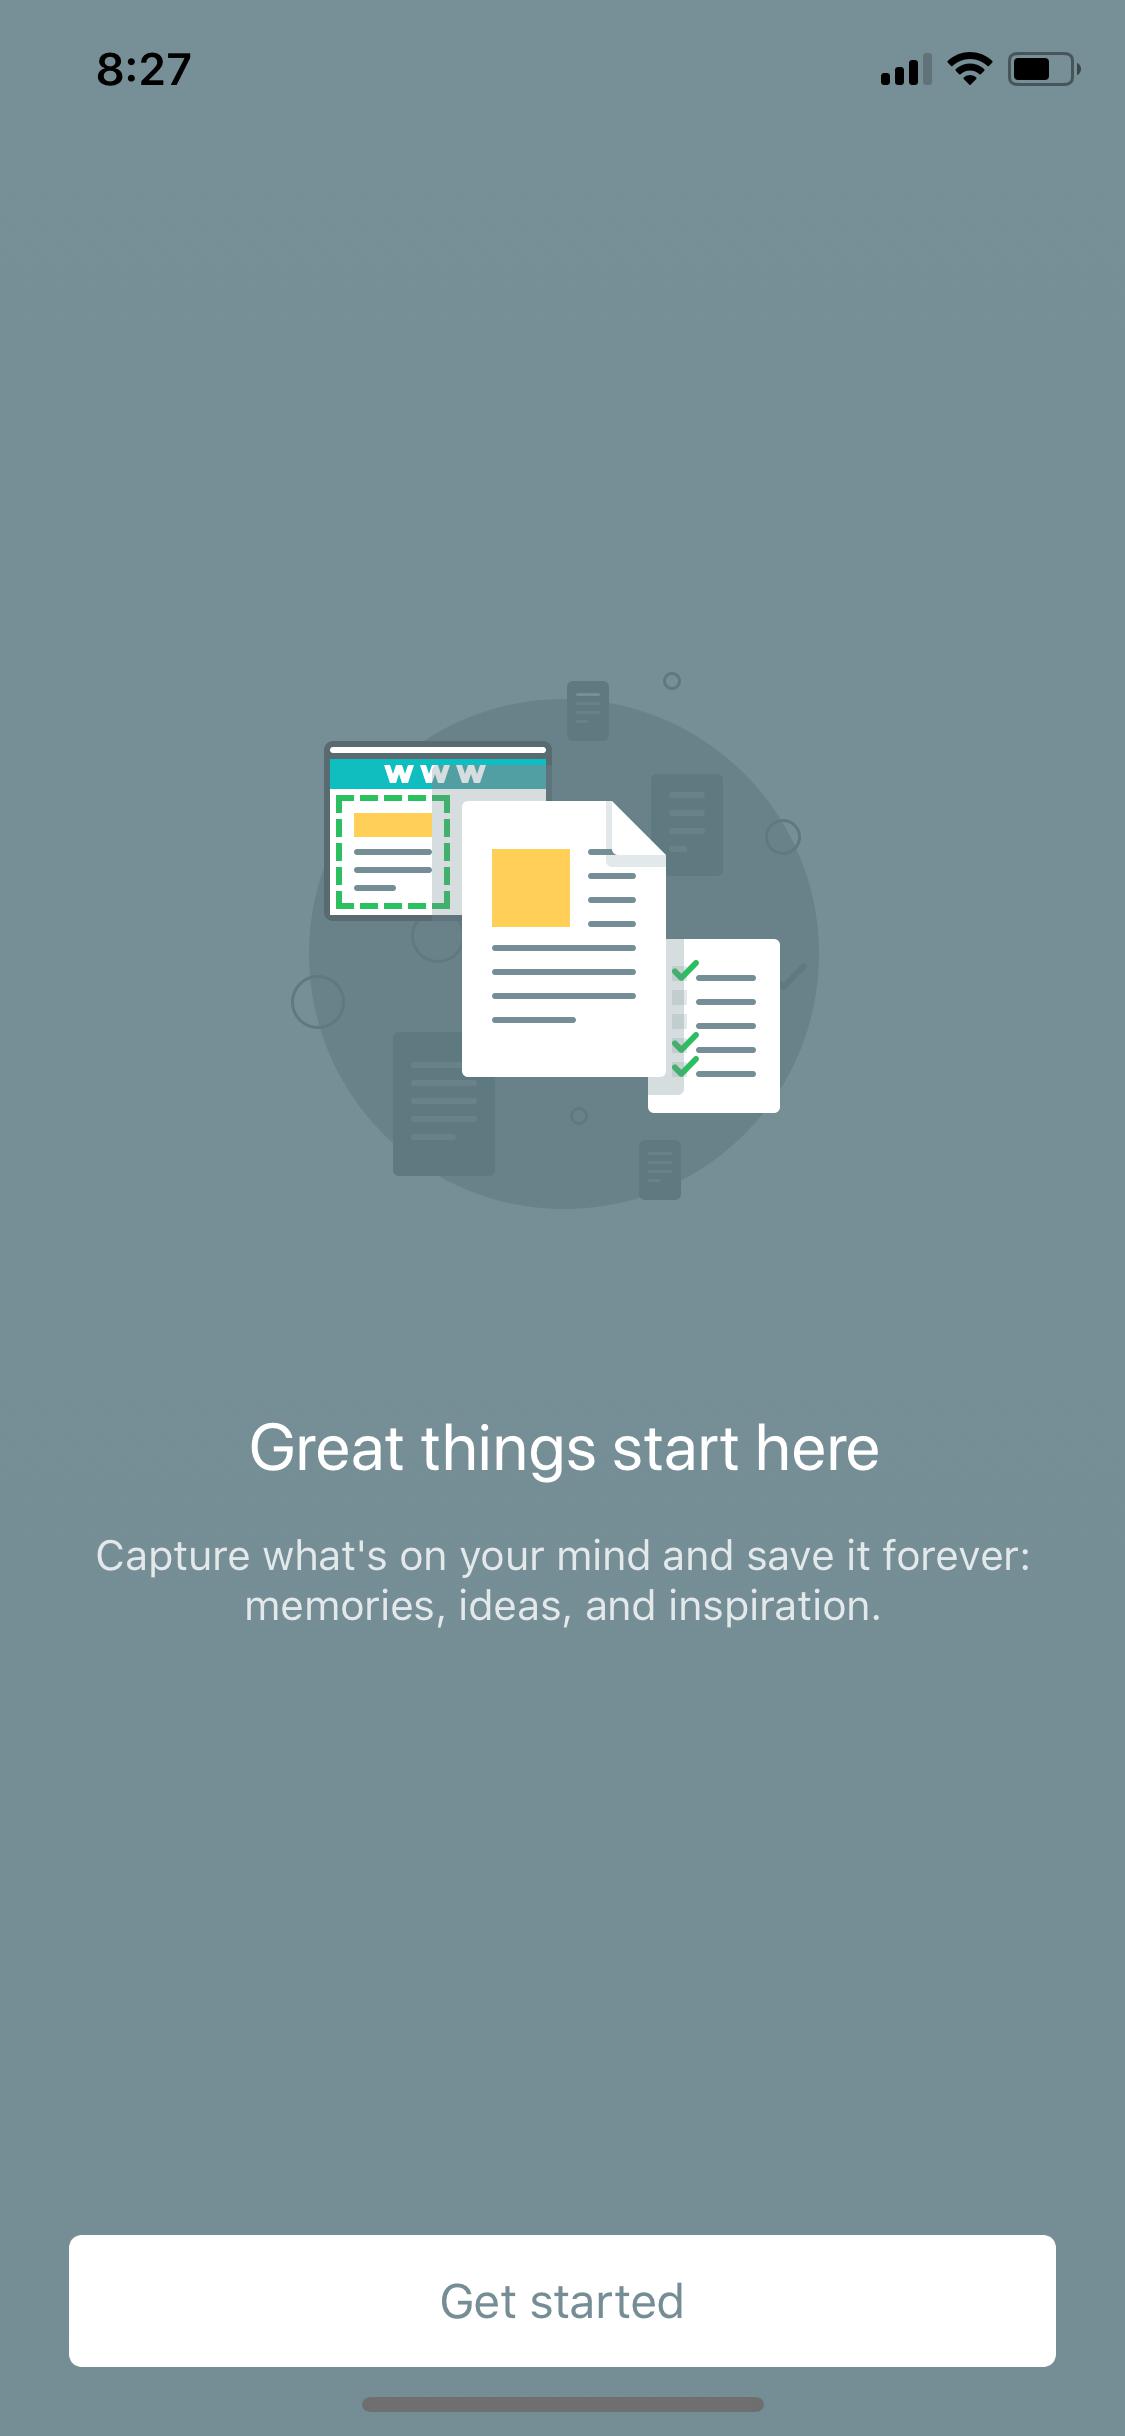 8:27
W W W
Great things start here
Capture what's on your mind and save it forever:
memories, ideas, and inspiration.
Get started